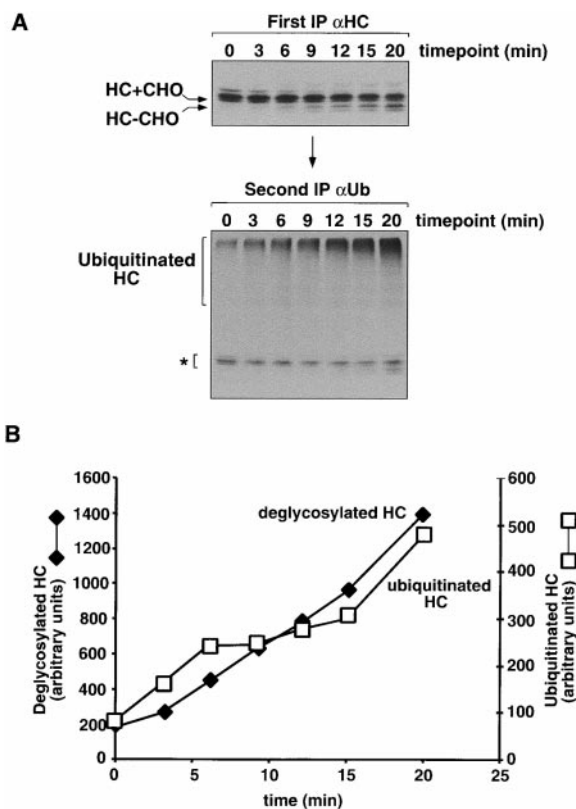 A
First IP αHC
0 3 6 9 12 15 20 timepoint (min)
HC+CHO
HC-CHO
Second IP αUb
0 3 6 9 12 15 20 timepoint (min)
Ubiquitinated
HC
*
B
Deglycosylated HC
(arbitrary units)
1600
1400
1200
1000
800
600
400
200
0
deglycosylated HC
ubiquitinated
HC
600
500
400
300
200
100
0
Ubiquitinated HC
(arbitrary units)
0 5 10 15 20 25
time (min)